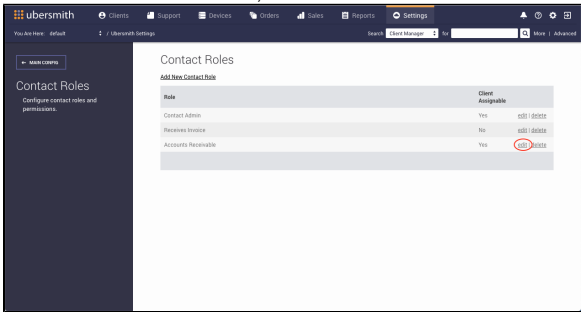 ubersmith
Clients
Support
Devices
Orders
Sales
Reports
Settings
You Are Here: default
/ Ubersmith Settings
Search
Client Manager
for
More | Advanced
← MAIN CONFIG.
Contact Roles
Configure contact roles and
permissions.
Contact Roles
Add New Contact Role
Role
Client
Assignable
Contact Admin
Yes
edit | delete
Receives Invoice
No
edit | delete
Accounts Receivable
Yes
edit | delete